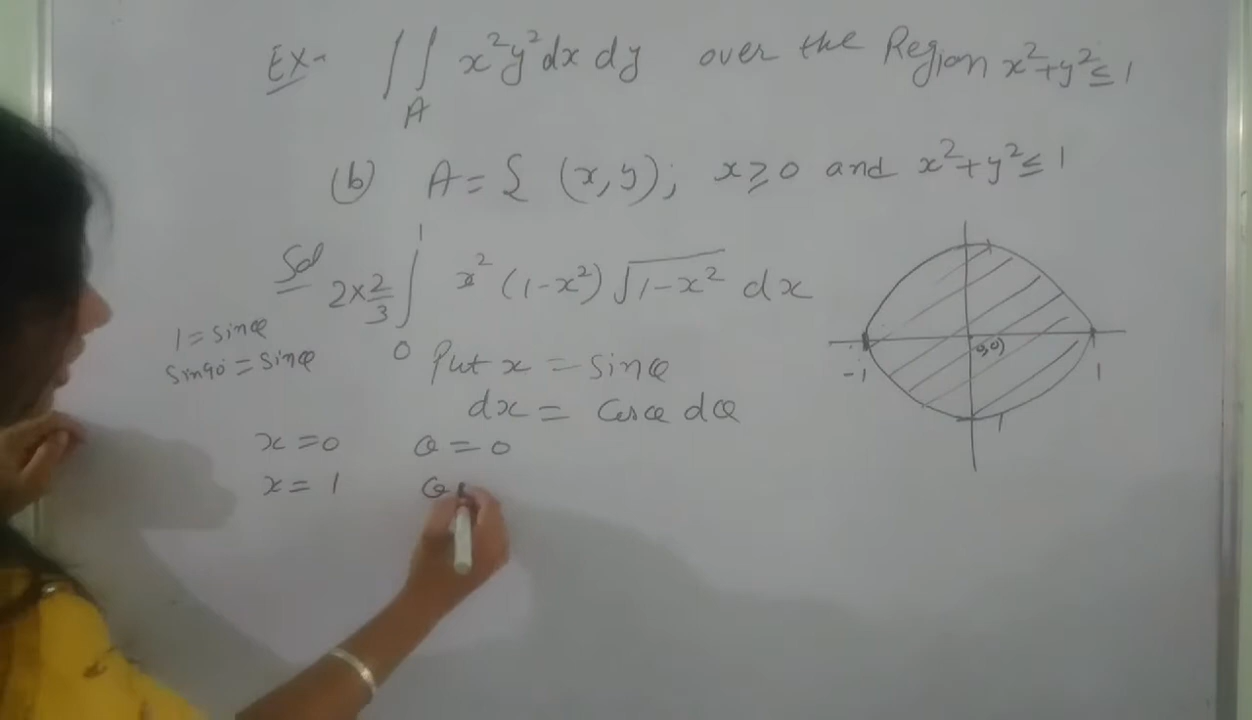 Ex- ∬_A x²y² dx dy over the Region x²+y² ≤ 1
(b) A = { (x, y); x ≥ 0 and x²+y² ≤ 1
Sol 2×2/3 ∫₀¹ x² (1-x²) √1-x² dx
1 = sinθ
sin90° = sinθ
Put x = sinθ
dx = cosθ dθ
x = 0 θ = 0
x = 1 θ
(0,0)
-1 1
1